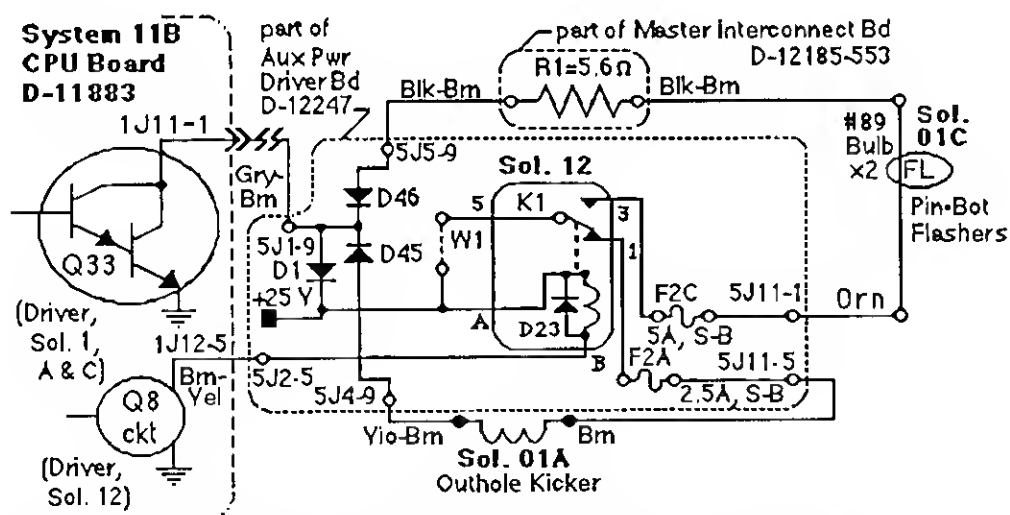 System 11B
CPU Board
D-11883
part of
Aux Pwr
Driver Bd
D-12247
part of Master Interconnect Bd
D-12185-553
R1=5.6Ω
Blk-Brn
Blk-Brn
1J11-1
Gry-
Brn
5J5-9
Sol. 12
#89
Bulb
x2
Sol.
01C
FL
Pin•Bot
Flashers
D46
5
K1
3
W1
1
5J1-9
D45
D1
Q33
+25 V
A
D23
B
F2C
5J11-1
Orn
5A, S-B
(Driver,
Sol. 1,
A & C)
1J12-5
Brn-
Yel
5J2-5
5J4-9
F2A
5J11-5
2.5A, S-B
Q8
ckt
Ylo-Brn
Brn
Sol. 01A
Outhole Kicker
(Driver,
Sol. 12)